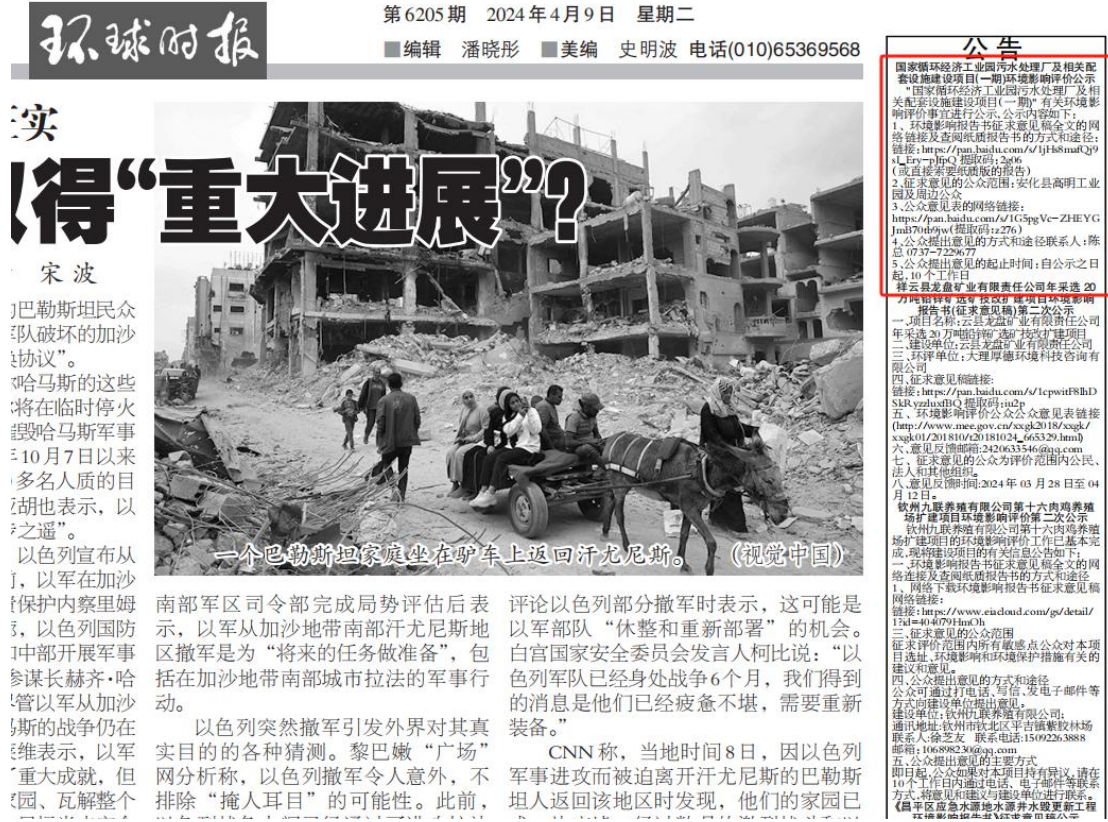 环球时报
第6205期 2024年4月9日 星期二
■编辑 潘晓彤 ■美编 史明波 电话(010)65369568
实
得“重大进展”?
宋波
的巴勒斯坦民众
军队破坏的加沙
换协议”。
你哈马斯的这些
将在临时停火
摧毁哈马斯军事
年10月7日以来
多名人质的目
胡也表示，以
步之遥”。
以色列宣布从
前，以军在加沙
责保护内察里姆
郭，以色列国防
和中部开展军事
参谋长赫齐·哈
尽管以军从加沙
马斯的战争仍在
莱维表示，以军
“重大成就，但
家园、瓦解整个
一个巴勒斯坦家庭坐在驴车上返回汗尤尼斯。 (视觉中国)
南部军区司令部完成局势评估后表
示，以军从加沙地带南部汗尤尼斯地
区撤军是为“将来的任务做准备”，包
括在加沙地带南部城市拉法的军事行
动。
以色列突然撤军引发外界对其真
实目的的各种猜测。黎巴嫩“广场”
网分析称，以色列撤军令人意外，不
排除“掩人耳目”的可能性。此前，
评论以色列部分撤军时表示，这可能是
以军部队“休整和重新部署”的机会。
白宫国家安全委员会发言人柯比说：“以
色列军队已经身处战争6个月，我们得到
的消息是他们已经疲惫不堪，需要重新
装备。”
CNN称，当地时间8日，因以色列
军事进攻而被迫离开汗尤尼斯的巴勒斯
坦人返回该地区时发现，他们的家园已
公告
国家循环经济工业园污水处理厂及相关配
套设施建设项目(一期)环境影响评价公示
“国家循环经济工业园污水处理厂及相
关配套设施建设项目(一期)”有关环境影
响评价事宜进行公示,公示内容如下:
1、环境影响报告书征求意见稿全文的网
络链接及查阅纸质报告书的方式和途径:
链接:https://pan.baidu.com/s/1jHs8mafQj9
sl_Ery-pJfpQ 提取码:2g06
(或直接索要纸质版的报告)
2、征求意见的公众范围:安化县高明工业
园及周边公众
3、公众意见表的网络链接:
https://pan.baidu.com/s/1G5pgVc-ZHEYG
JmB70tb9jw(提取码:z276)
4、公众提出意见的方式和途径联系人:陈
总 0737-7229677
5、公众提出意见的起止时间:自公示之日
起,10个工作日
祥云县龙盘矿业有限责任公司年采选20
万吨铅锌矿选矿技改扩建项目环境影响
报告书(征求意见稿)第二次公示
一、项目名称:云县龙盘矿业有限责任公司
年采选20万吨铅锌矿选矿技改扩建项目
二、建设单位:云县龙盘矿业有限责任公司
三、环评单位:大理厚德环境科技咨询有
限公司
四、征求意见稿链接:
链接:https://pan.baidu.com/s/1cpwitF8IhD
SkRyzzluxfBQ 提取码:iu2p
五、环境影响评价公众意见表链接
(http://www.mee.gov.cn/xxgk2018/xxgk/
xxgk01/201810/t20181024_665329.html)
六、意见反馈邮箱:2420633546@qq.com
七、征求意见的公众为评价范围内公民、
法人和其他组织。
八、意见反馈时间:2024年03月28日至04
月12日。
钦州九联养殖有限公司第十六肉鸡养殖
场扩建项目环境影响评价第二次公示
钦州九联养殖有限公司第十六肉鸡养殖
场扩建项目的环境影响评价工作已基本完
成,现将建设项目的有关信息公告如下:
一、环境影响报告书征求意见稿全文的网
络连接及查阅纸质报告书的方式和途径
1、网络下载环境影响报告书征求意见稿
网络链接:
链接:https://www.eiacloud.com/gs/detail/
1?id=404079HmOh
三、征求意见的公众范围
征求评价范围内所有敏感点公众对本项
目选址、环境影响和环境保护措施有关的
建议和意见。
四、公众提出意见的方式和途径
公众可通过打电话、写信、发电子邮件等
方式向建设单位提出意见。
建设单位:钦州九联养殖有限公司;
通讯地址:钦州市钦北区平吉镇紫胶林场
联系人:徐芝友 联系电话:15092263888
邮箱:106898230@qq.com
五、公众提出意见的主要方式
即日起,公众如果对本项目持有异议,请在
10个工作日内通过电话、电子邮件等联系
方式,将意见和建议与建设单位进行联系。
《昌平区应急水源地水源井水毁更新工程
环境影响报告书》征求意见稿公示